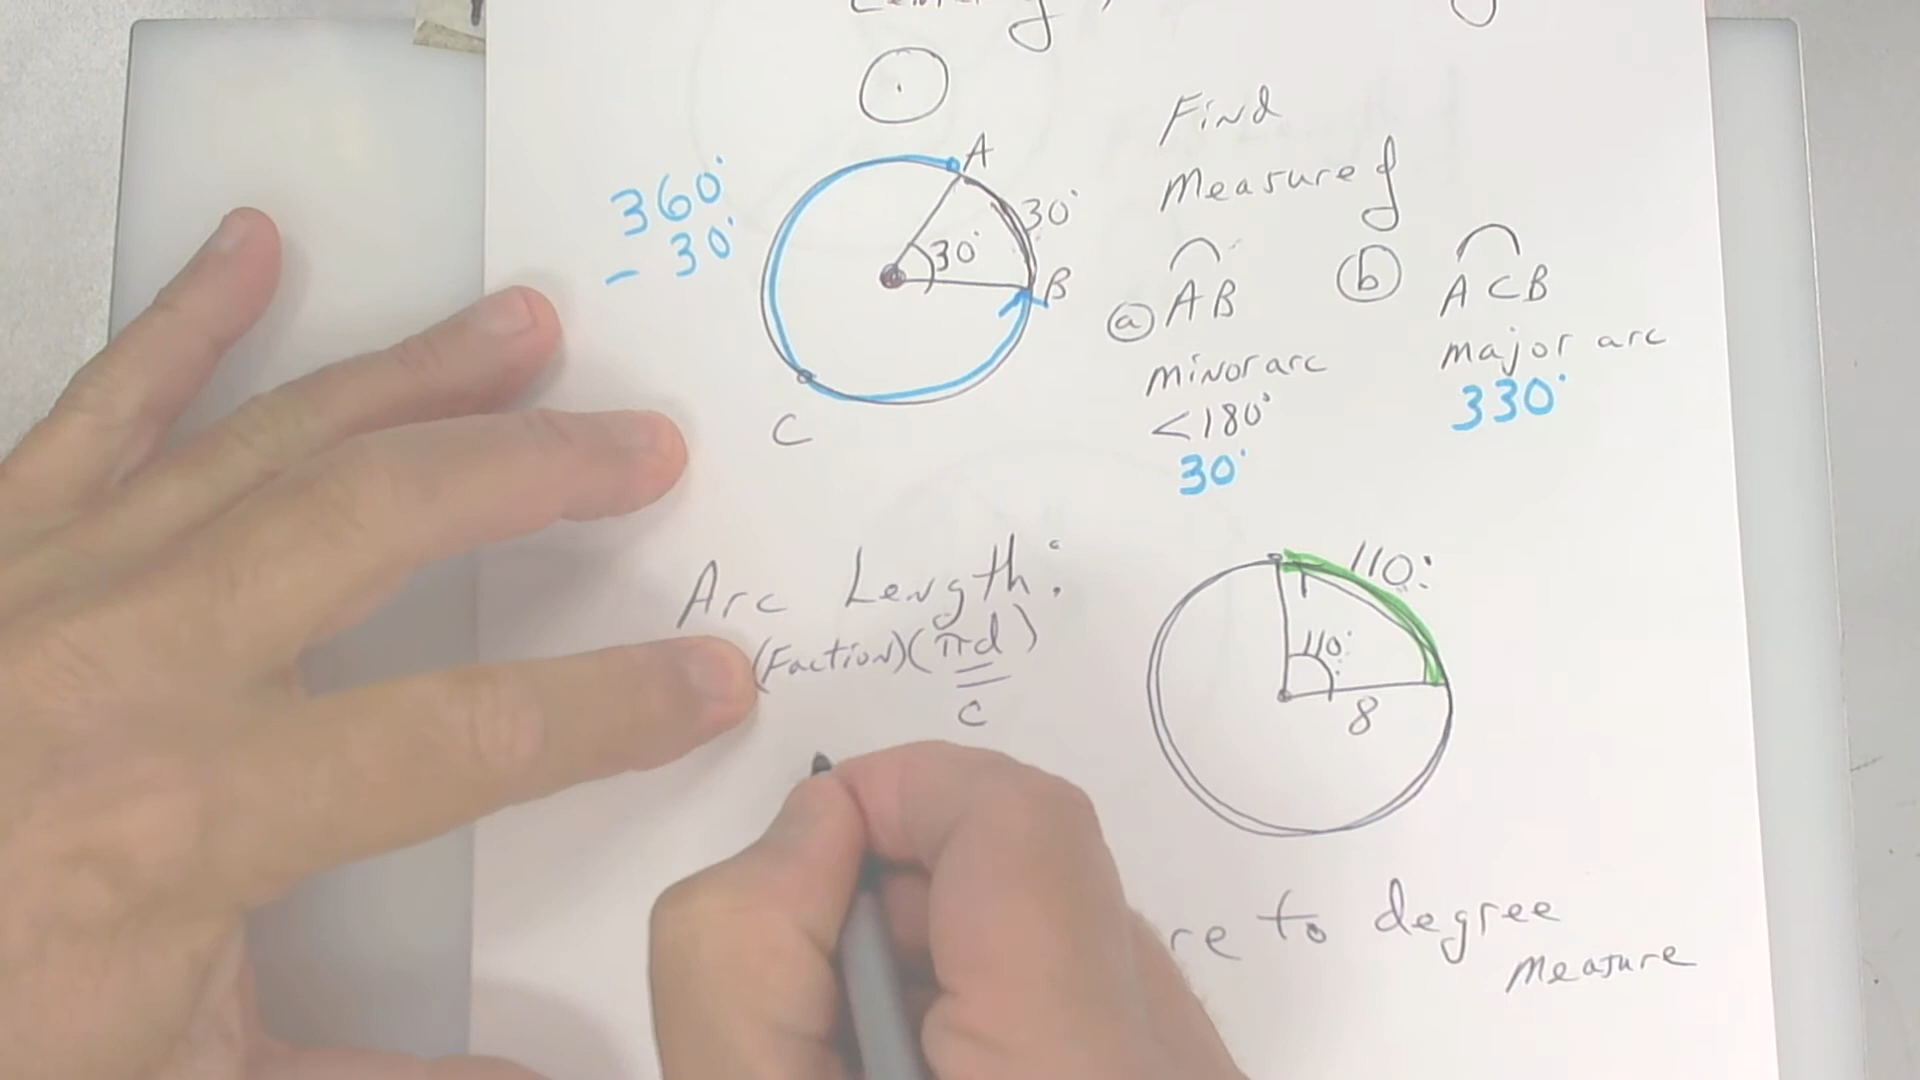 Find
Measure of
A
30°
30°
B
C
360°
- 30°
(a) AB
minor arc
<180°
30°
(b) ACB
major arc
330°
Arc Length:
(Faction)(πd)
C
110°
110°
8
re to degree
measure